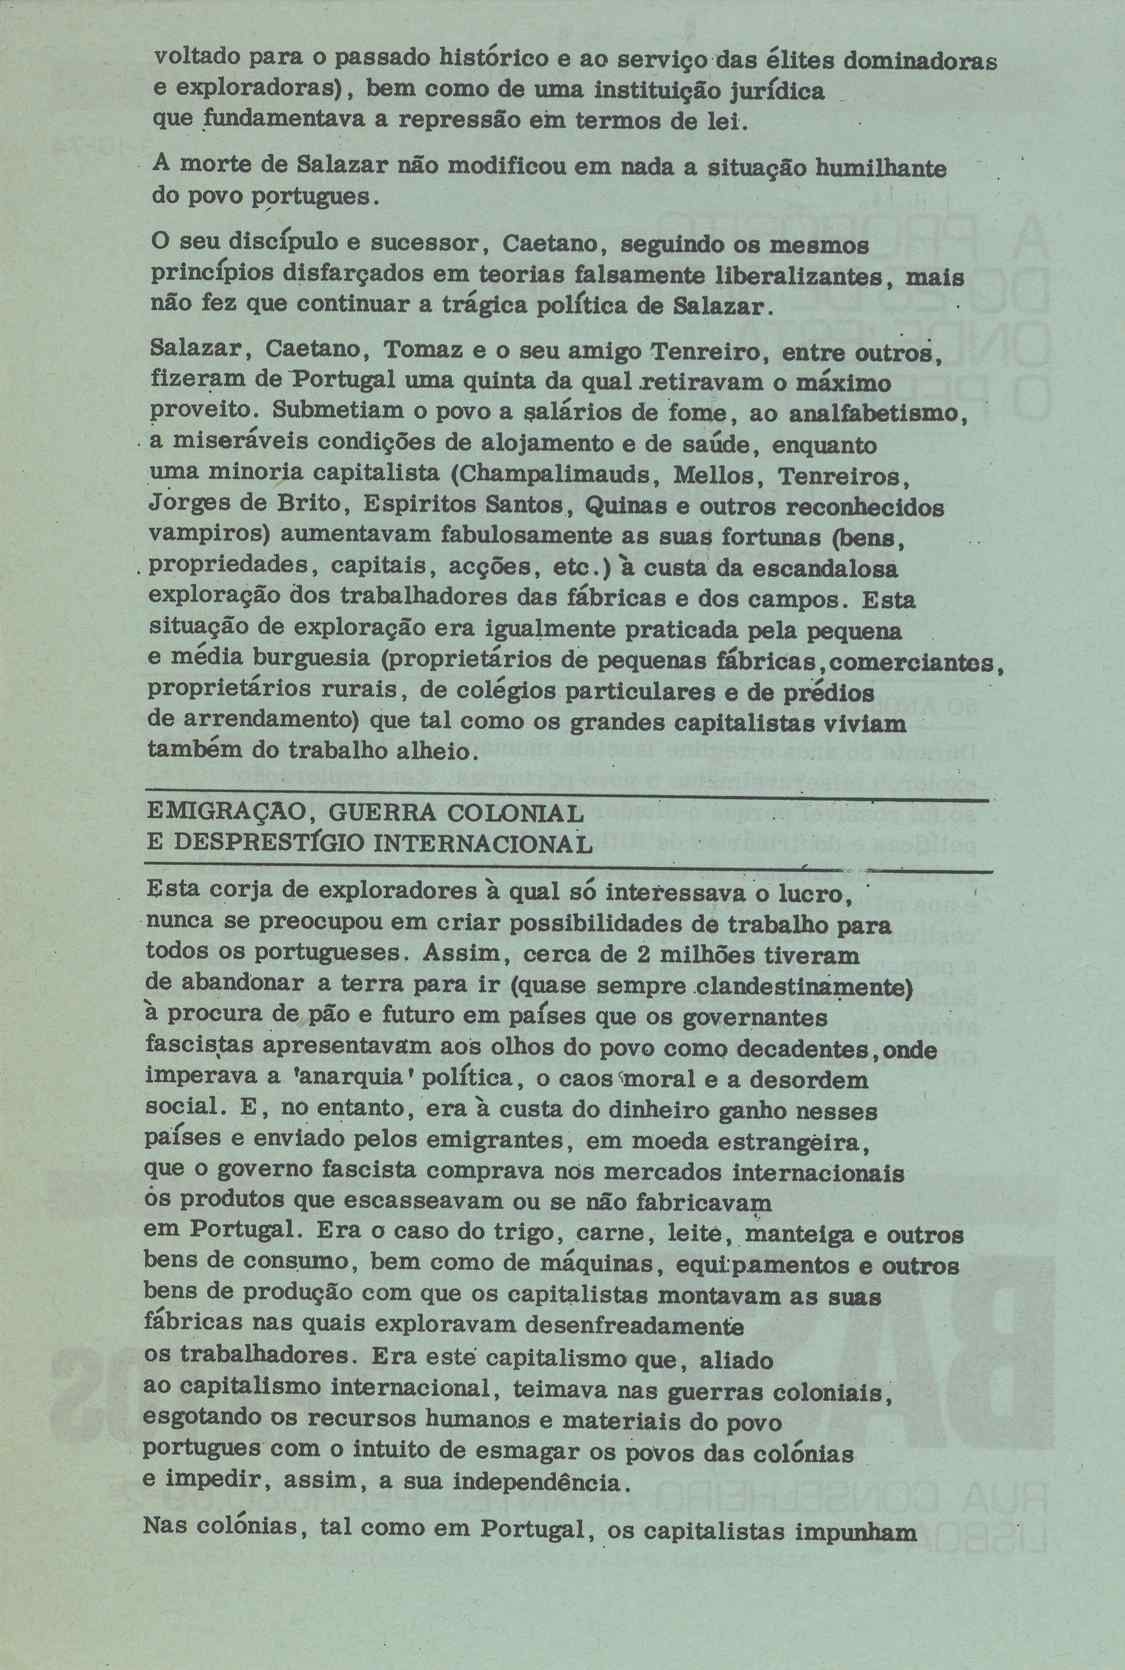 voltado para o passado histórico e ao serviço das élites dominadoras
e exploradoras), bem como de uma instituição jurídica
que fundamentava a repressão em termos de lei.
A morte de Salazar não modificou em nada a situação humilhante
do povo portugues.
O seu discípulo e sucessor, Caetano, seguindo os mesmos
princípios disfarçados em teorias falsamente liberalizantes, mais
não fez que continuar a trágica política de Salazar.
Salazar, Caetano, Tomaz e o seu amigo Tenreiro, entre outros,
fizeram de Portugal uma quinta da qual retiravam o máximo
proveito. Submetiam o povo a salários de fome, ao analfabetismo,
a miseráveis condições de alojamento e de saúde, enquanto
uma minoria capitalista (Champalimauds, Mellos, Tenreiros,
Jorges de Brito, Espiritos Santos, Quinas e outros reconhecidos
vampiros) aumentavam fabulosamente as suas fortunas (bens,
propriedades, capitais, acções, etc.) à custa da escandalosa
exploração dos trabalhadores das fábricas e dos campos. Esta
situação de exploração era igualmente praticada pela pequena
e média burguesia (proprietários de pequenas fábricas,comerciantes,
proprietários rurais, de colégios particulares e de prédios
de arrendamento) que tal como os grandes capitalistas viviam
também do trabalho alheio.
EMIGRAÇÃO, GUERRA COLONIAL
E DESPRESTÍGIO INTERNACIONAL
Esta corja de exploradores à qual só interessava o lucro,
nunca se preocupou em criar possibilidades de trabalho para
todos os portugueses. Assim, cerca de 2 milhões tiveram
de abandonar a terra para ir (quase sempre clandestinamente)
à procura de pão e futuro em países que os governantes
fascistas apresentavam aos olhos do povo como decadentes,onde
imperava a 'anarquia' política, o caos moral e a desordem
social. E, no entanto, era à custa do dinheiro ganho nesses
países e enviado pelos emigrantes, em moeda estrangeira,
que o governo fascista comprava nos mercados internacionais
os produtos que escasseavam ou se não fabricavam
em Portugal. Era o caso do trigo, carne, leite, manteiga e outros
bens de consumo, bem como de máquinas, equipamentos e outros
bens de produção com que os capitalistas montavam as suas
fábricas nas quais exploravam desenfreadamente
os trabalhadores. Era este capitalismo que, aliado
ao capitalismo internacional, teimava nas guerras coloniais,
esgotando os recursos humanos e materiais do povo
portugues com o intuito de esmagar os povos das colónias
e impedir, assim, a sua independência.
Nas colónias, tal como em Portugal, os capitalistas impunham